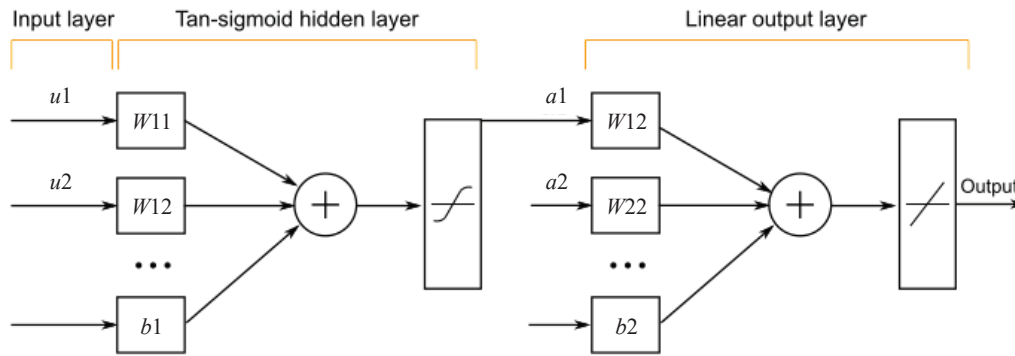 Input layer Tan-sigmoid hidden layer Linear output layer
u1 a1
W11 W12
u2 a2
W12 W22
Output
b1 b2